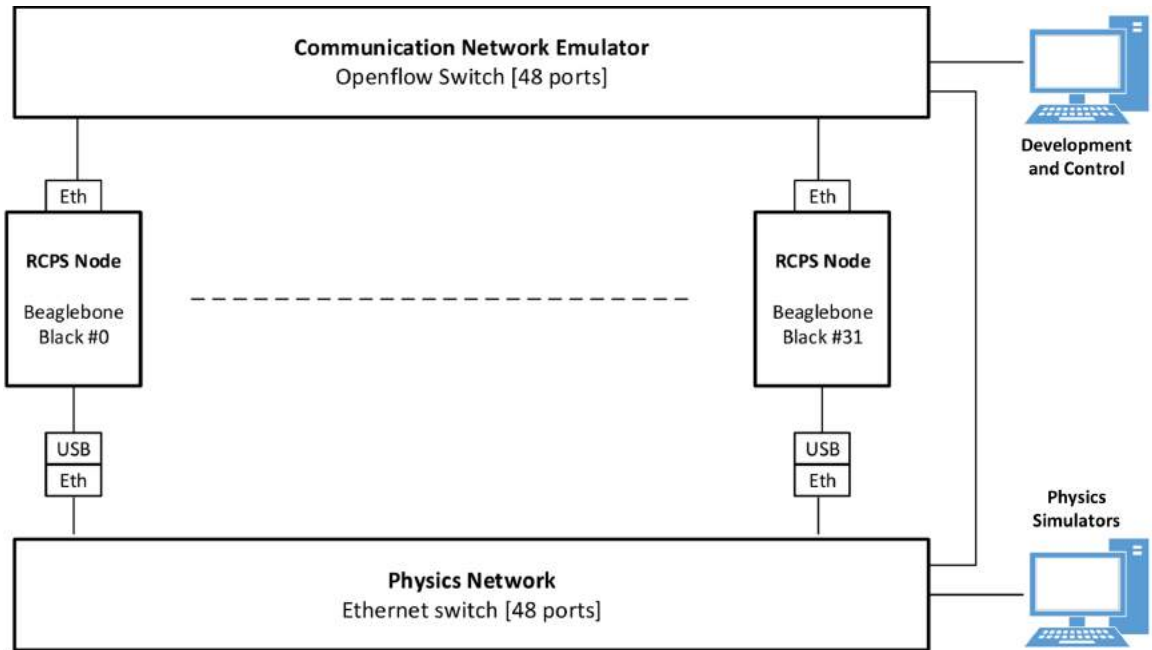 Communication Network Emulator
Openflow Switch [48 ports]
Development
and Control
Eth
Eth
RCPS Node
Beaglebone
Black #0
RCPS Node
Beaglebone
Black #31
USB
Eth
USB
Eth
Physics
Simulators
Physics Network
Ethernet switch [48 ports]